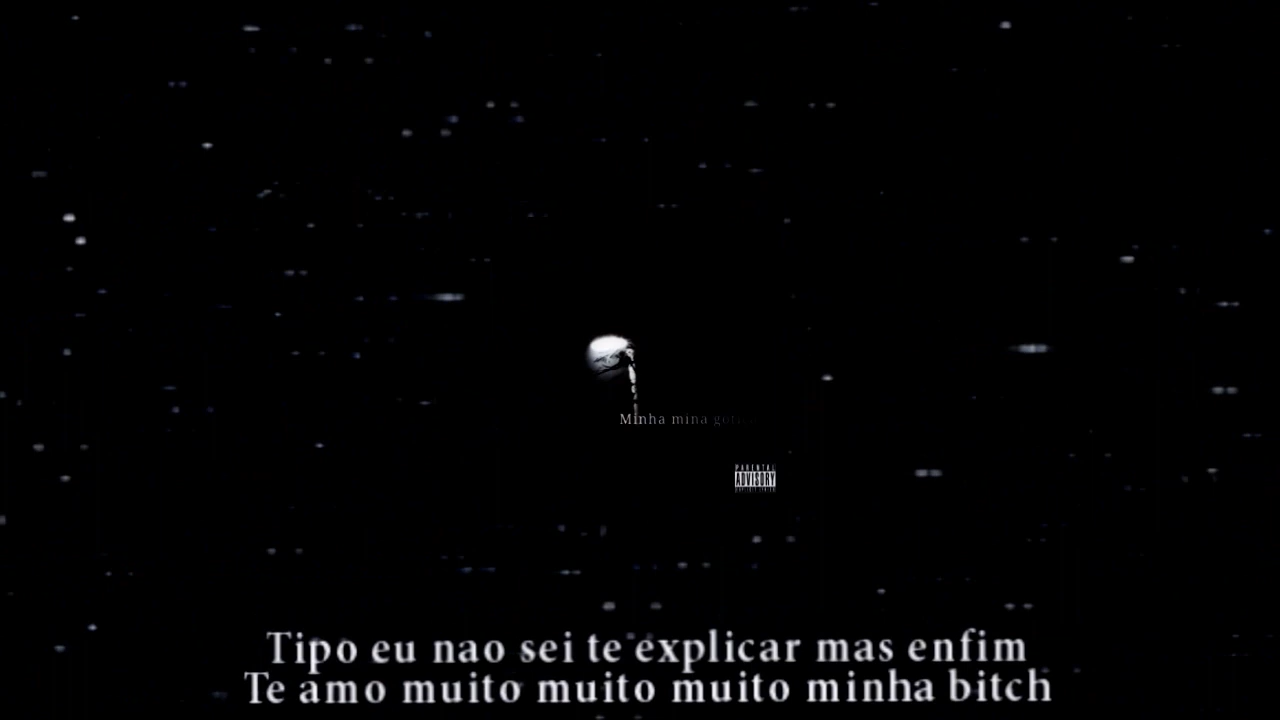 Minha mina gotica
PARENTAL
ADVISORY
Tipo eu nao sei te explicar mas enfim
Te amo muito muito muito minha bitch